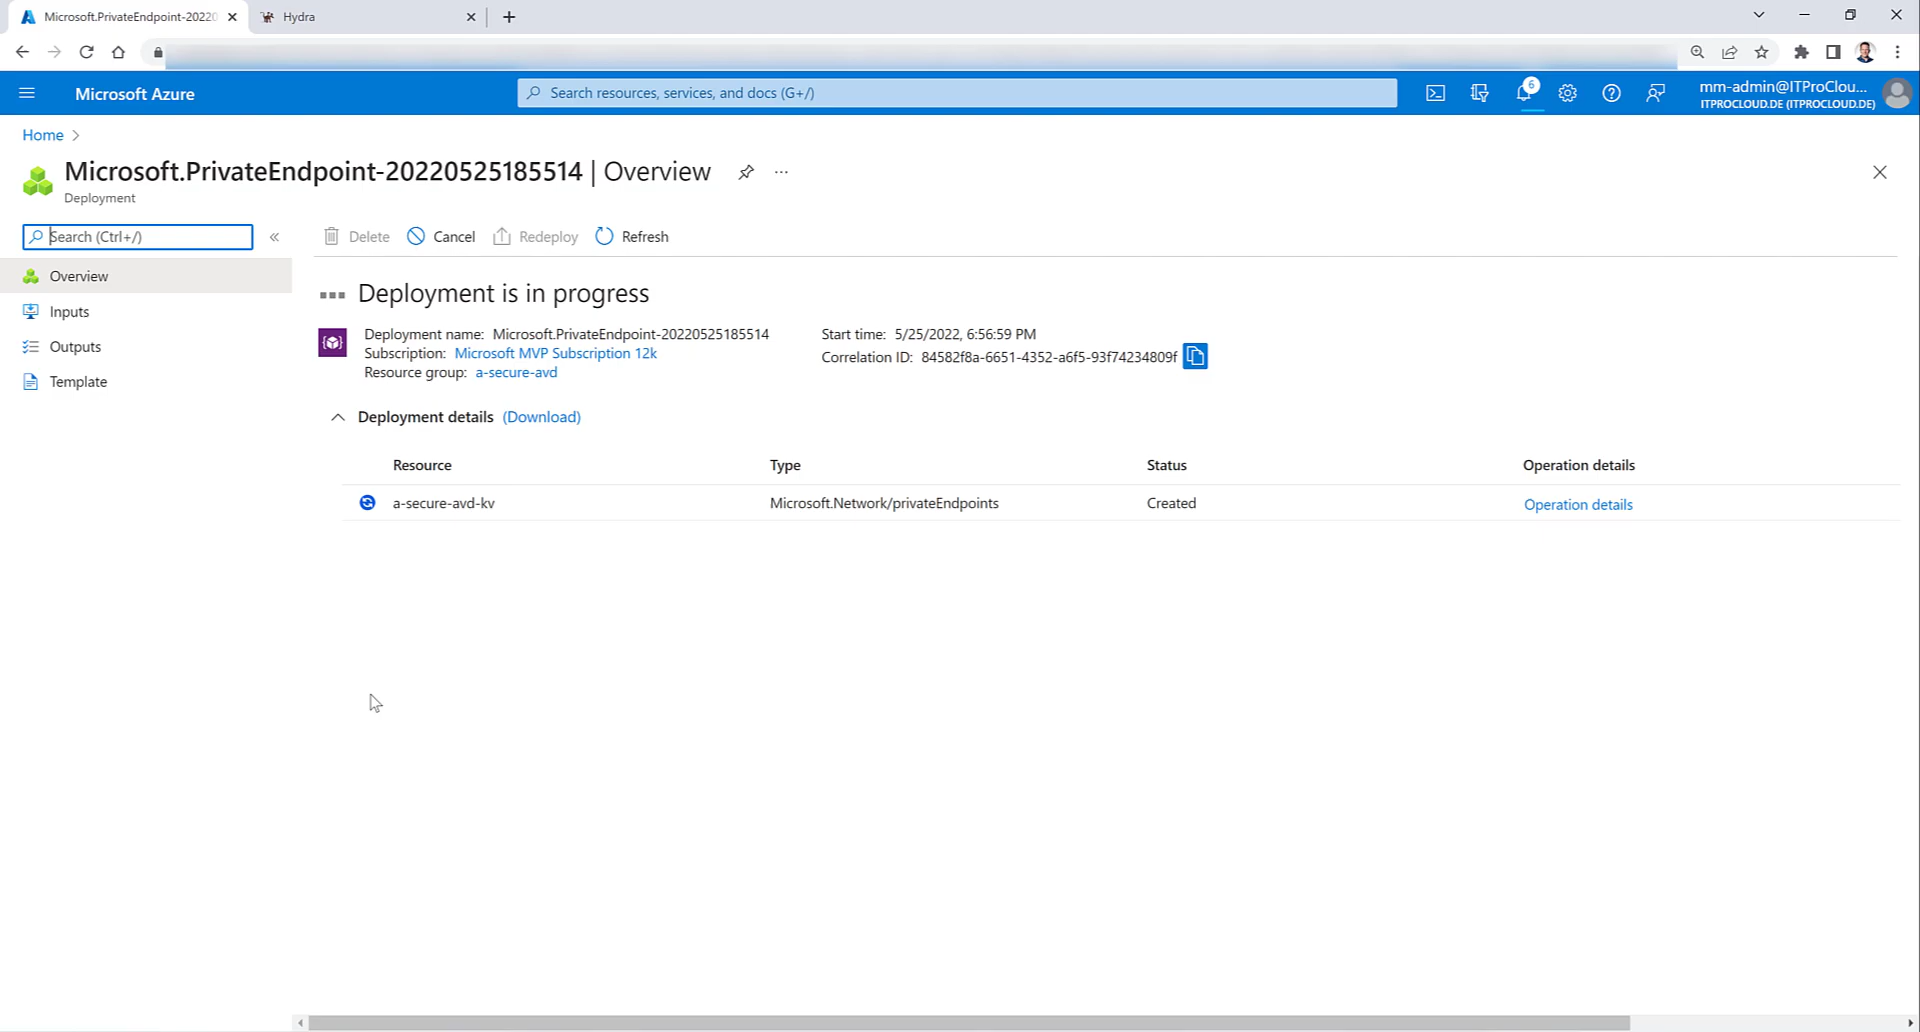 Microsoft.PrivateEndpoint-20220
Hydra
Microsoft Azure
Search resources, services, and docs (G+/)
6
mm-admin@ITProClou...
ITPROCLOUD.DE (ITPROCLOUD.DE)
Home
Microsoft.PrivateEndpoint-20220525185514 | Overview
Deployment
Search (Ctrl+/)
Delete
Cancel
Redeploy
Refresh
Overview
Inputs
Outputs
Template
Deployment is in progress
Deployment name: Microsoft.PrivateEndpoint-20220525185514
Subscription: Microsoft MVP Subscription 12k
Resource group: a-secure-avd
Start time: 5/25/2022, 6:56:59 PM
Correlation ID: 84582f8a-6651-4352-a6f5-93f74234809f
Deployment details (Download)
Resource Type Status Operation details
a-secure-avd-kv Microsoft.Network/privateEndpoints Created Operation details